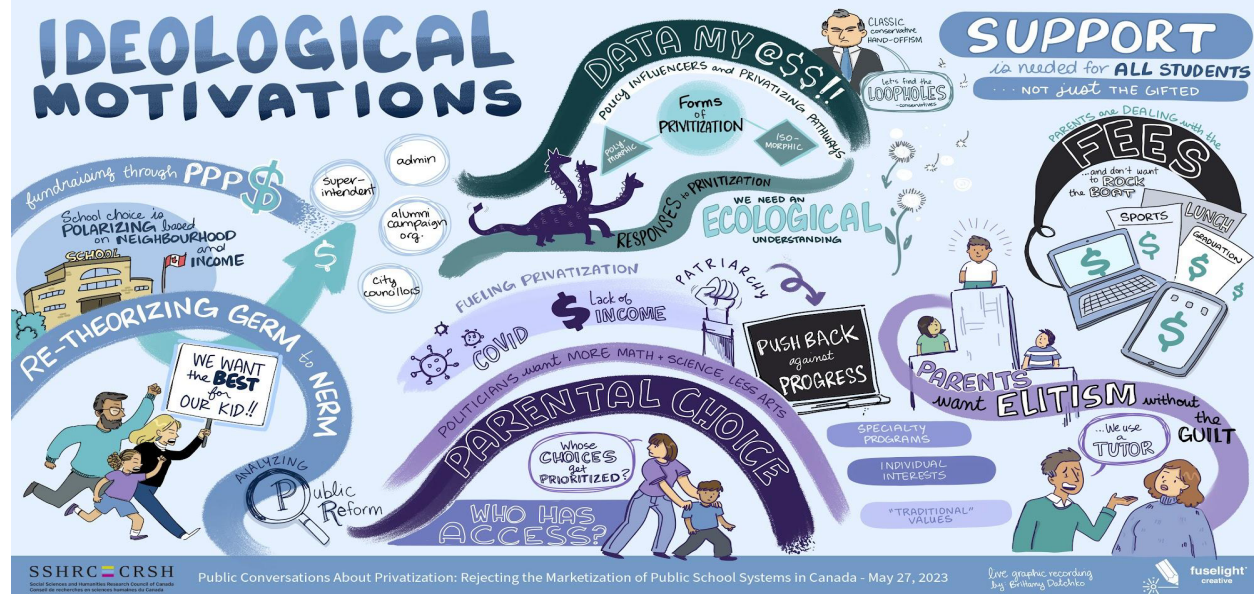 IDEOLOGICAL
MOTIVATIONS
fundraising through PPP$
School choice is
POLARIZING based
on NEIGHBOURHOOD
and
INCOME
SCHOOL
$
super-
intendent
admin
alumni
campaign
org.
city
councillors
RE-THEORIZING GERM to NERM
WE WANT
the BEST
for
OUR KID!!
ANALYZING
Public
Reform
DATA MY @$$!!
POLICY INFLUENCERS and PRIVATIZING PATHWAYS
Forms
of
PRIVITIZATION
POLY-
MORPHIC
ISO-
MORPHIC
RESPONSES to PRIVITIZATION
WE NEED AN
ECOLOGICAL
UNDERSTANDING
CLASSIC
conservative
HAND-OFFISM
Let's find the
LOOPHOLES
-conservatives
SUPPORT
is needed for ALL STUDENTS
... NOT just THE GIFTED
PARENTS are DEALING with the
FEES
...and don't want
to ROCK
the BOAT
SPORTS
$
LUNCH
GRADUATION
$
$
$
$
$
FUELING PRIVATIZATION
COVID
$ Lack of
INCOME
PATRIARCHY
PUSH BACK
against
PROGRESS
POLITICIANS want MORE MATH + SCIENCE, LESS ARTS
PARENTAL CHOICE
Whose
CHOICES
get
PRIORITIZED?
WHO HAS
ACCESS?
SPECIALTY
PROGRAMS
INDIVIDUAL
INTERESTS
"TRADITIONAL"
VALUES
PARENTS
want ELITISM without
the
GUILT
...We use
a
TUTOR
SSHRC=CRSH
Social Sciences and Humanities Research Council of Canada
Conseil de recherches en sciences humaines du Canada
Public Conversations About Privatization: Rejecting the Marketization of Public School Systems in Canada - May 27, 2023
live graphic recording
by: Brittany Datchko
fuselight
creative